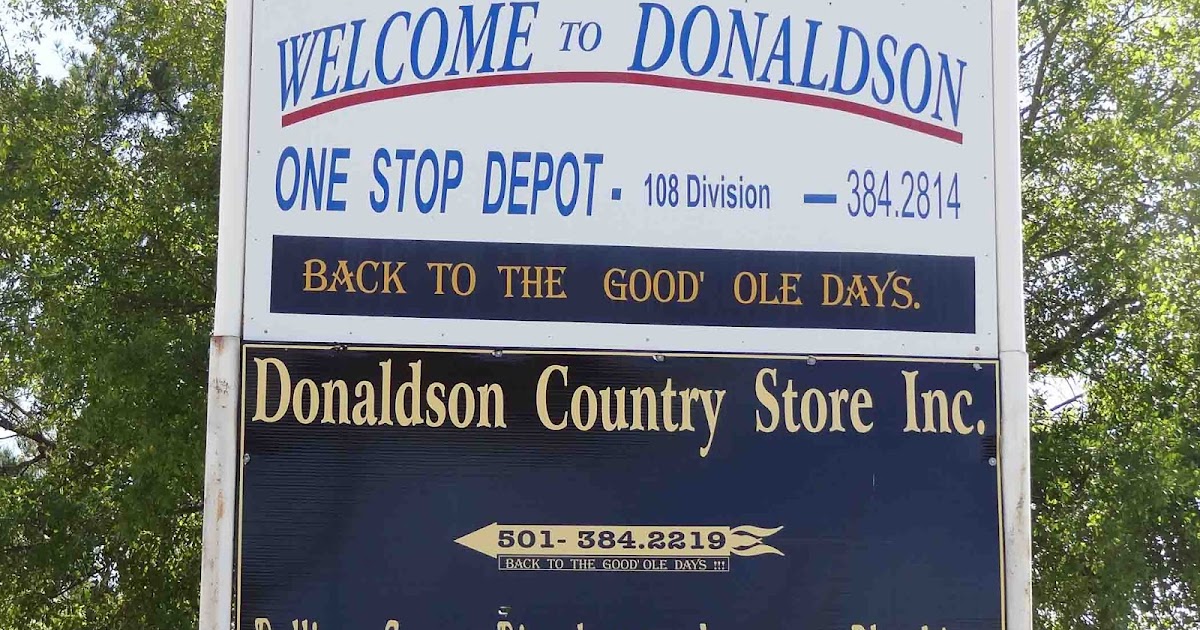 WELCOME TO DONALDSON
ONE STOP DEPOT - 108 Division — 384.2814
BACK TO THE GOOD' OLE DAYS.
Donaldson Country Store Inc.
501- 384.2219
BACK TO THE GOOD' OLE DAYS !!!